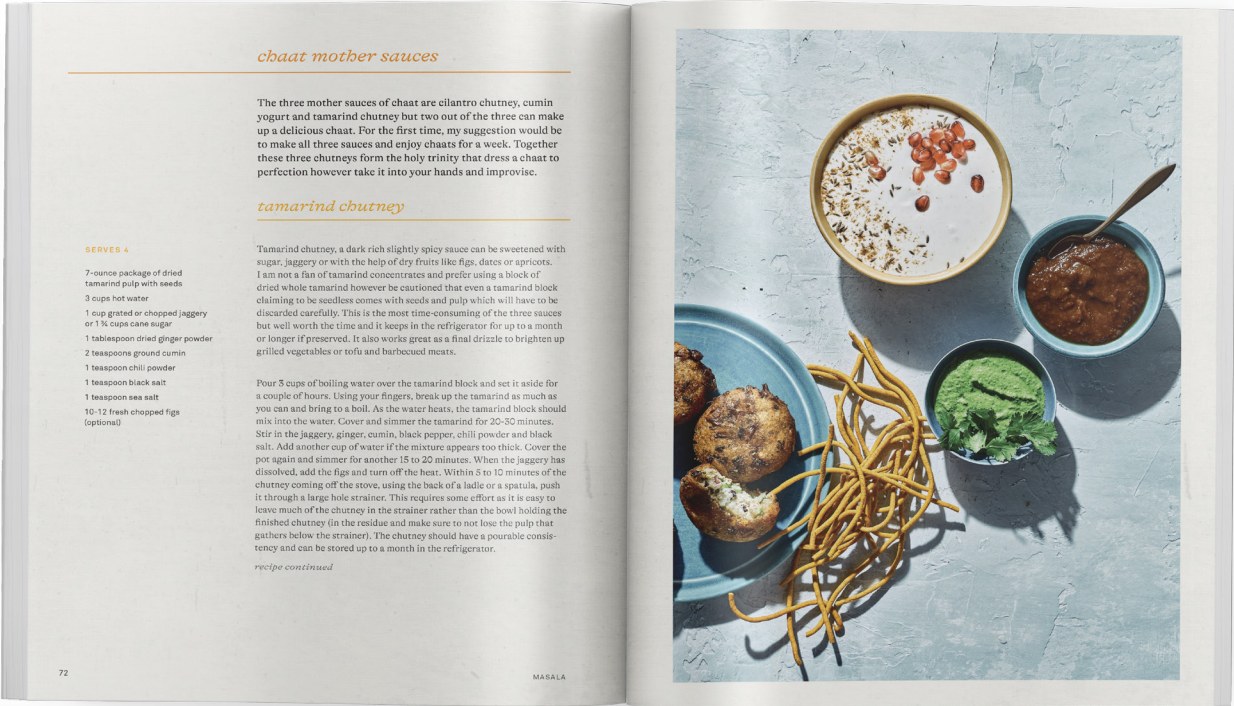 chaat mother sauces
The three mother sauces of chaat are cilantro chutney, cumin
yogurt and tamarind chutney but two out of the three can make
up a delicious chaat. For the first time, my suggestion would be
to make all three sauces and enjoy chaats for a week. Together
these three chutneys form the holy trinity that dress a chaat to
perfection however take it into your hands and improvise.
tamarind chutney
SERVES 4
7-ounce package of dried
tamarind pulp with seeds
3 cups hot water
1 cup grated or chopped jaggery
or 1 ¾ cups cane sugar
1 tablespoon dried ginger powder
2 teaspoons ground cumin
1 teaspoon chili powder
1 teaspoon black salt
1 teaspoon sea salt
10-12 fresh chopped figs
(optional)
Tamarind chutney, a dark rich slightly spicy sauce can be sweetened with
sugar, jaggery or with the help of dry fruits like figs, dates or apricots.
I am not a fan of tamarind concentrates and prefer using a block of
dried whole tamarind however be cautioned that even a tamarind block
claiming to be seedless comes with seeds and pulp which will have to be
discarded carefully. This is the most time-consuming of the three sauces
but well worth the time and it keeps in the refrigerator for up to a month
or longer if preserved. It also works great as a final drizzle to brighten up
grilled vegetables or tofu and barbecued meats.
Pour 3 cups of boiling water over the tamarind block and set it aside for
a couple of hours. Using your fingers, break up the tamarind as much as
you can and bring to a boil. As the water heats, the tamarind block should
mix into the water. Cover and simmer the tamarind for 20-30 minutes.
Stir in the jaggery, ginger, cumin, black pepper, chili powder and black
salt. Add another cup of water if the mixture appears too thick. Cover the
pot again and simmer for another 15 to 20 minutes. When the jaggery has
dissolved, add the figs and turn off the heat. Within 5 to 10 minutes of the
chutney coming off the stove, using the back of a ladle or a spatula, push
it through a large hole strainer. This requires some effort as it is easy to
leave much of the chutney in the strainer rather than the bowl holding the
finished chutney (in the residue and make sure to not lose the pulp that
gathers below the strainer). The chutney should have a pourable consis-
tency and can be stored up to a month in the refrigerator.
recipe continued
72
MASALA